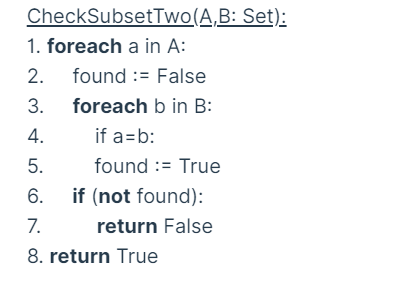 CheckSubsetTwo(A,B: Set):
1. foreach a in A:
2. found := False
3. foreach b in B:
4. if a=b:
5. found := True
6. if (not found):
7. return False
8. return True